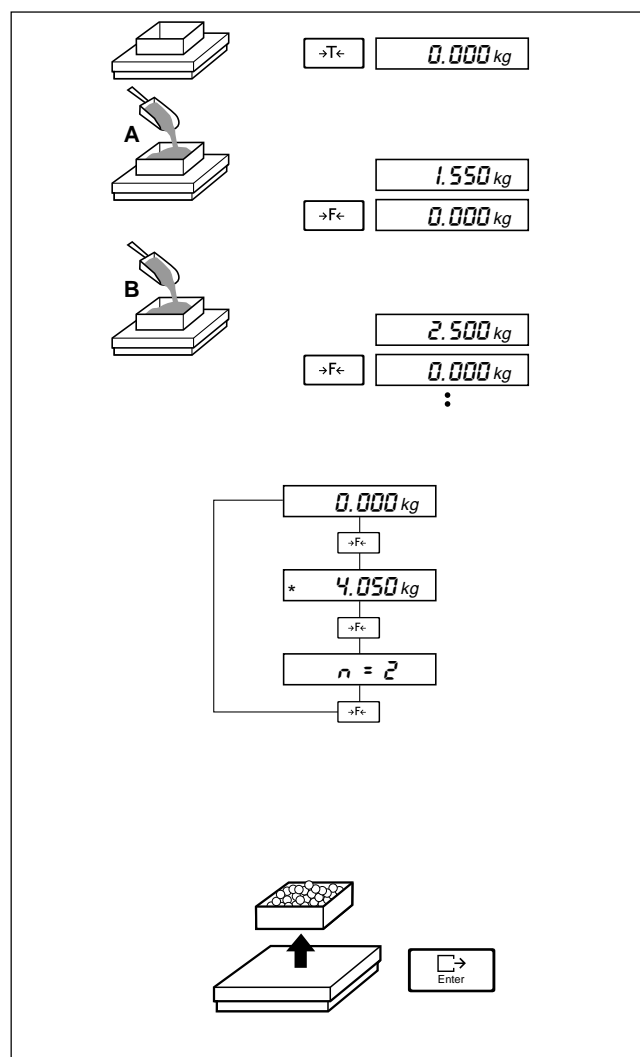 →T← 0.000 kg
A
1.550 kg
→F← 0.000 kg
B
2.500 kg
→F← 0.000 kg
0.000 kg
→F←
* 4.050 kg
→F←
n = 2
→F←
Enter